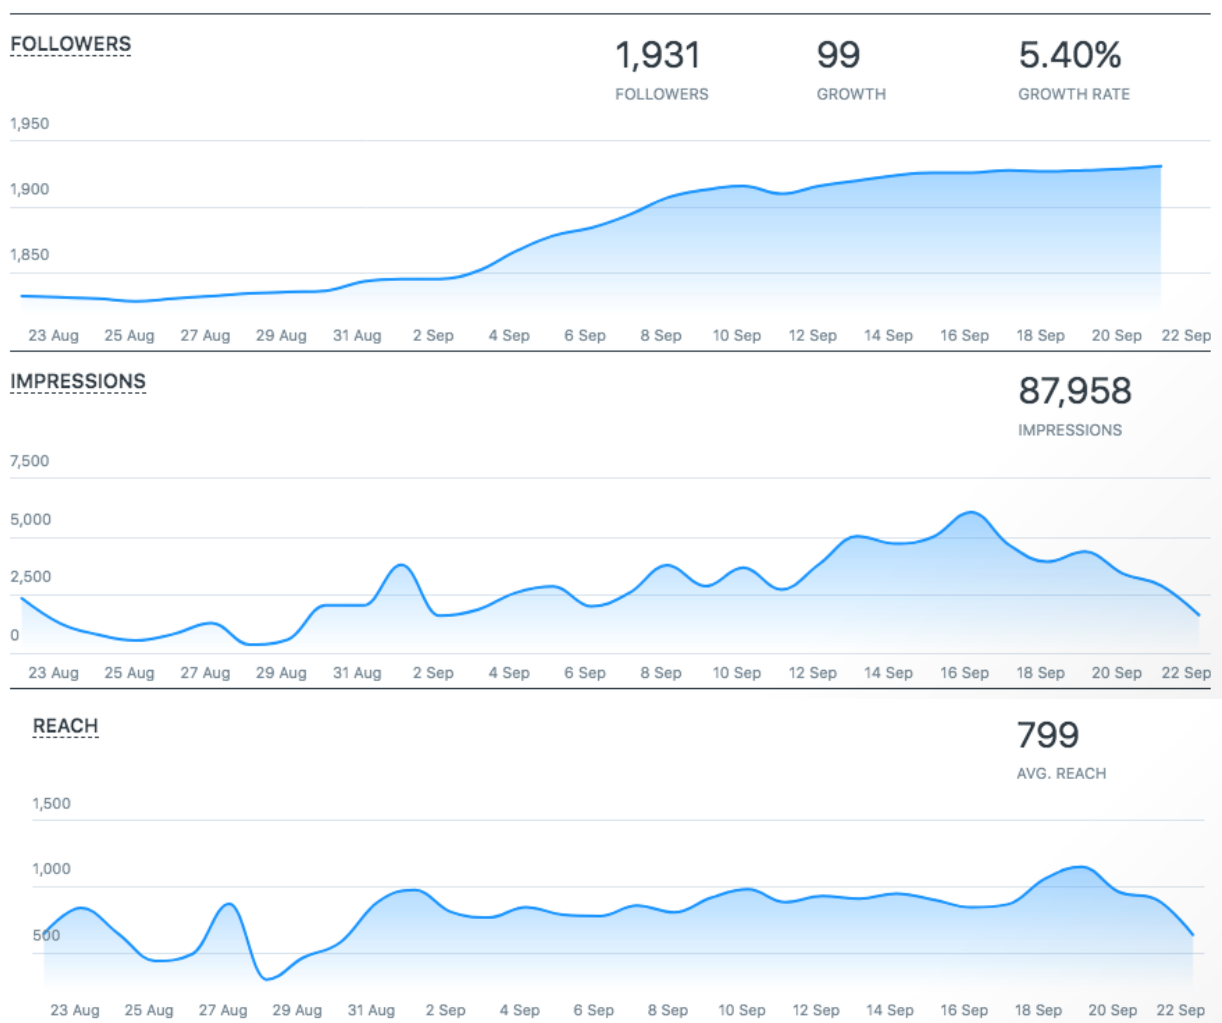 FOLLOWERS
1,931 99 5.40%
FOLLOWERS GROWTH GROWTH RATE
1,950
1,900
1,850
23 Aug 25 Aug 27 Aug 29 Aug 31 Aug 2 Sep 4 Sep 6 Sep 8 Sep 10 Sep 12 Sep 14 Sep 16 Sep 18 Sep 20 Sep 22 Sep
IMPRESSIONS
87,958
IMPRESSIONS
7,500
5,000
2,500
0
23 Aug 25 Aug 27 Aug 29 Aug 31 Aug 2 Sep 4 Sep 6 Sep 8 Sep 10 Sep 12 Sep 14 Sep 16 Sep 18 Sep 20 Sep 22 Sep
REACH
799
AVG. REACH
1,500
1,000
500
23 Aug 25 Aug 27 Aug 29 Aug 31 Aug 2 Sep 4 Sep 6 Sep 8 Sep 10 Sep 12 Sep 14 Sep 16 Sep 18 Sep 20 Sep 22 Sep